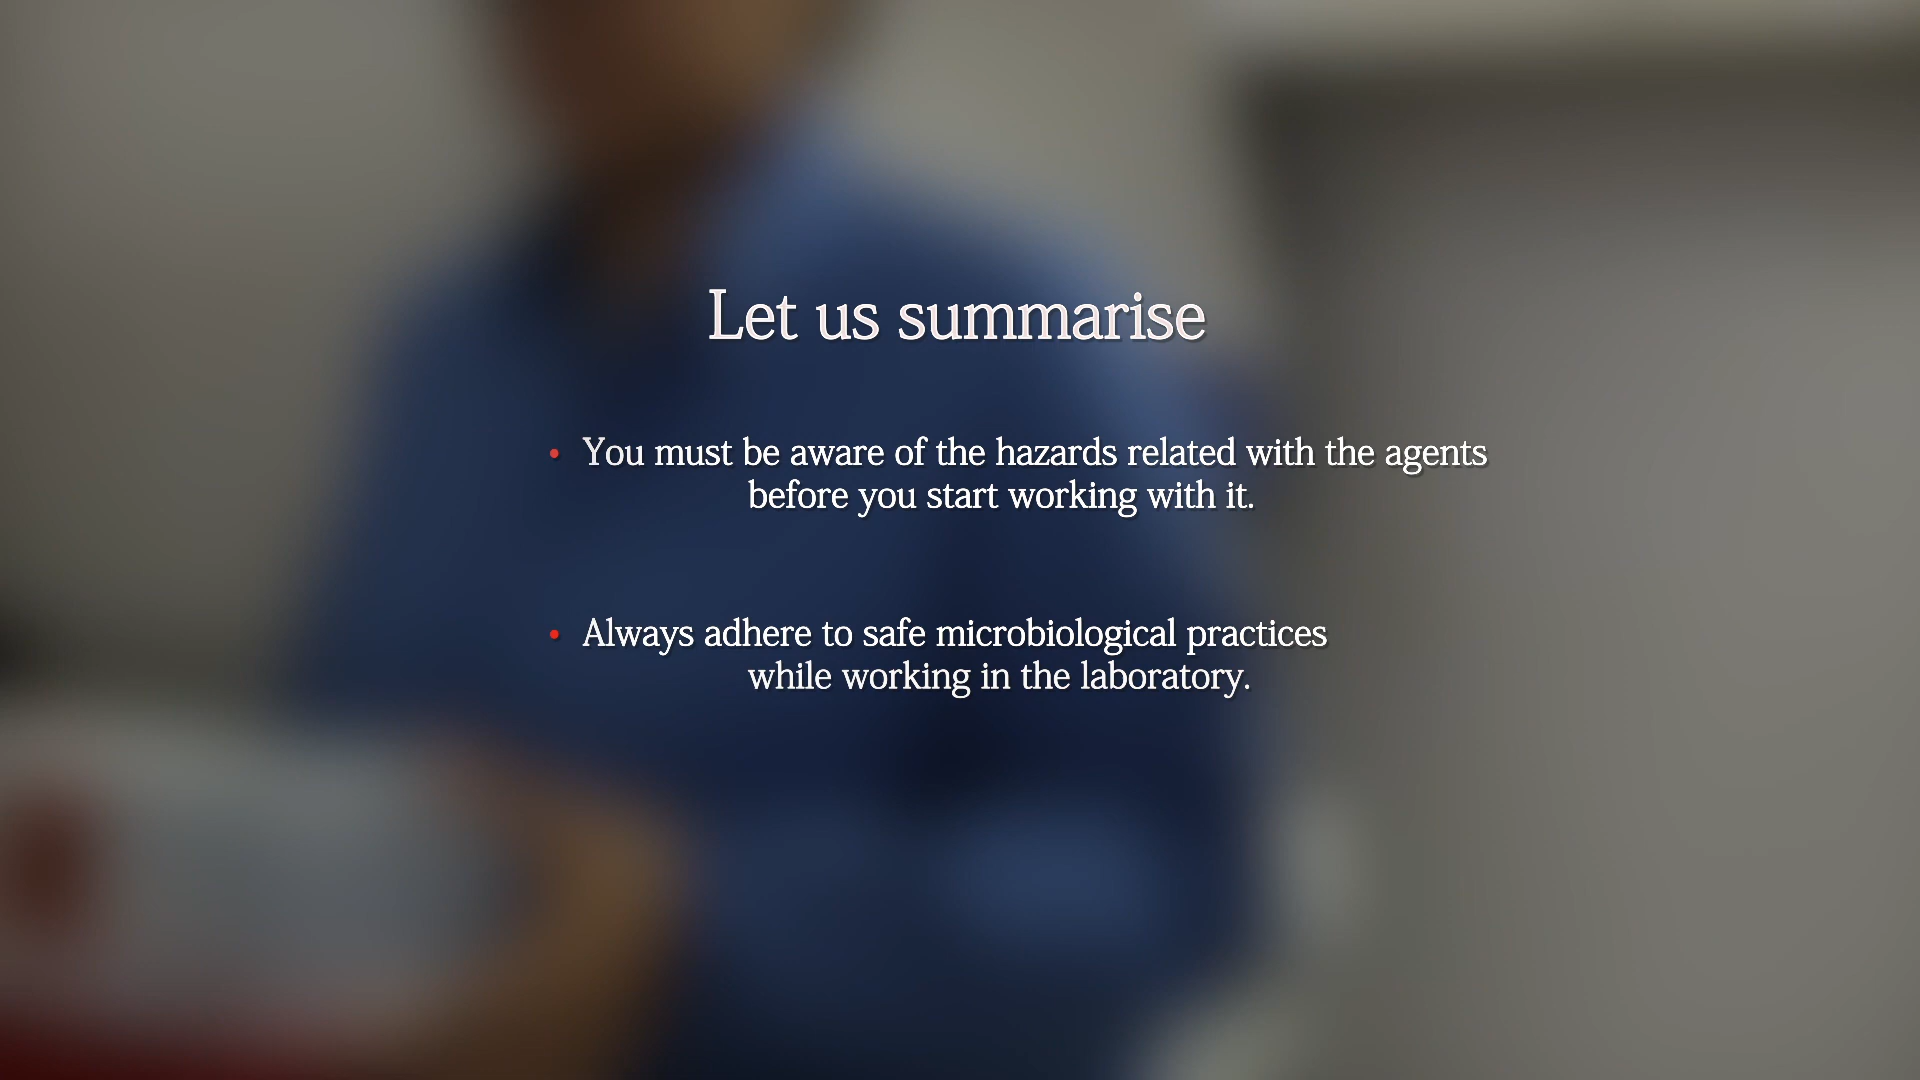 Let us summarise
• You must be aware of the hazards related with the agents
before you start working with it.
• Always adhere to safe microbiological practices
while working in the laboratory.